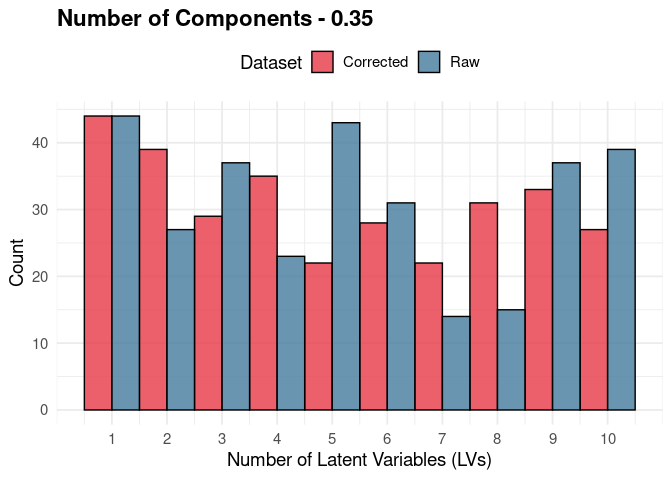 Number of Components - 0.35
Dataset Corrected Raw
Count
40
30
20
10
0
1 2 3 4 5 6 7 8 9 10
Number of Latent Variables (LVs)